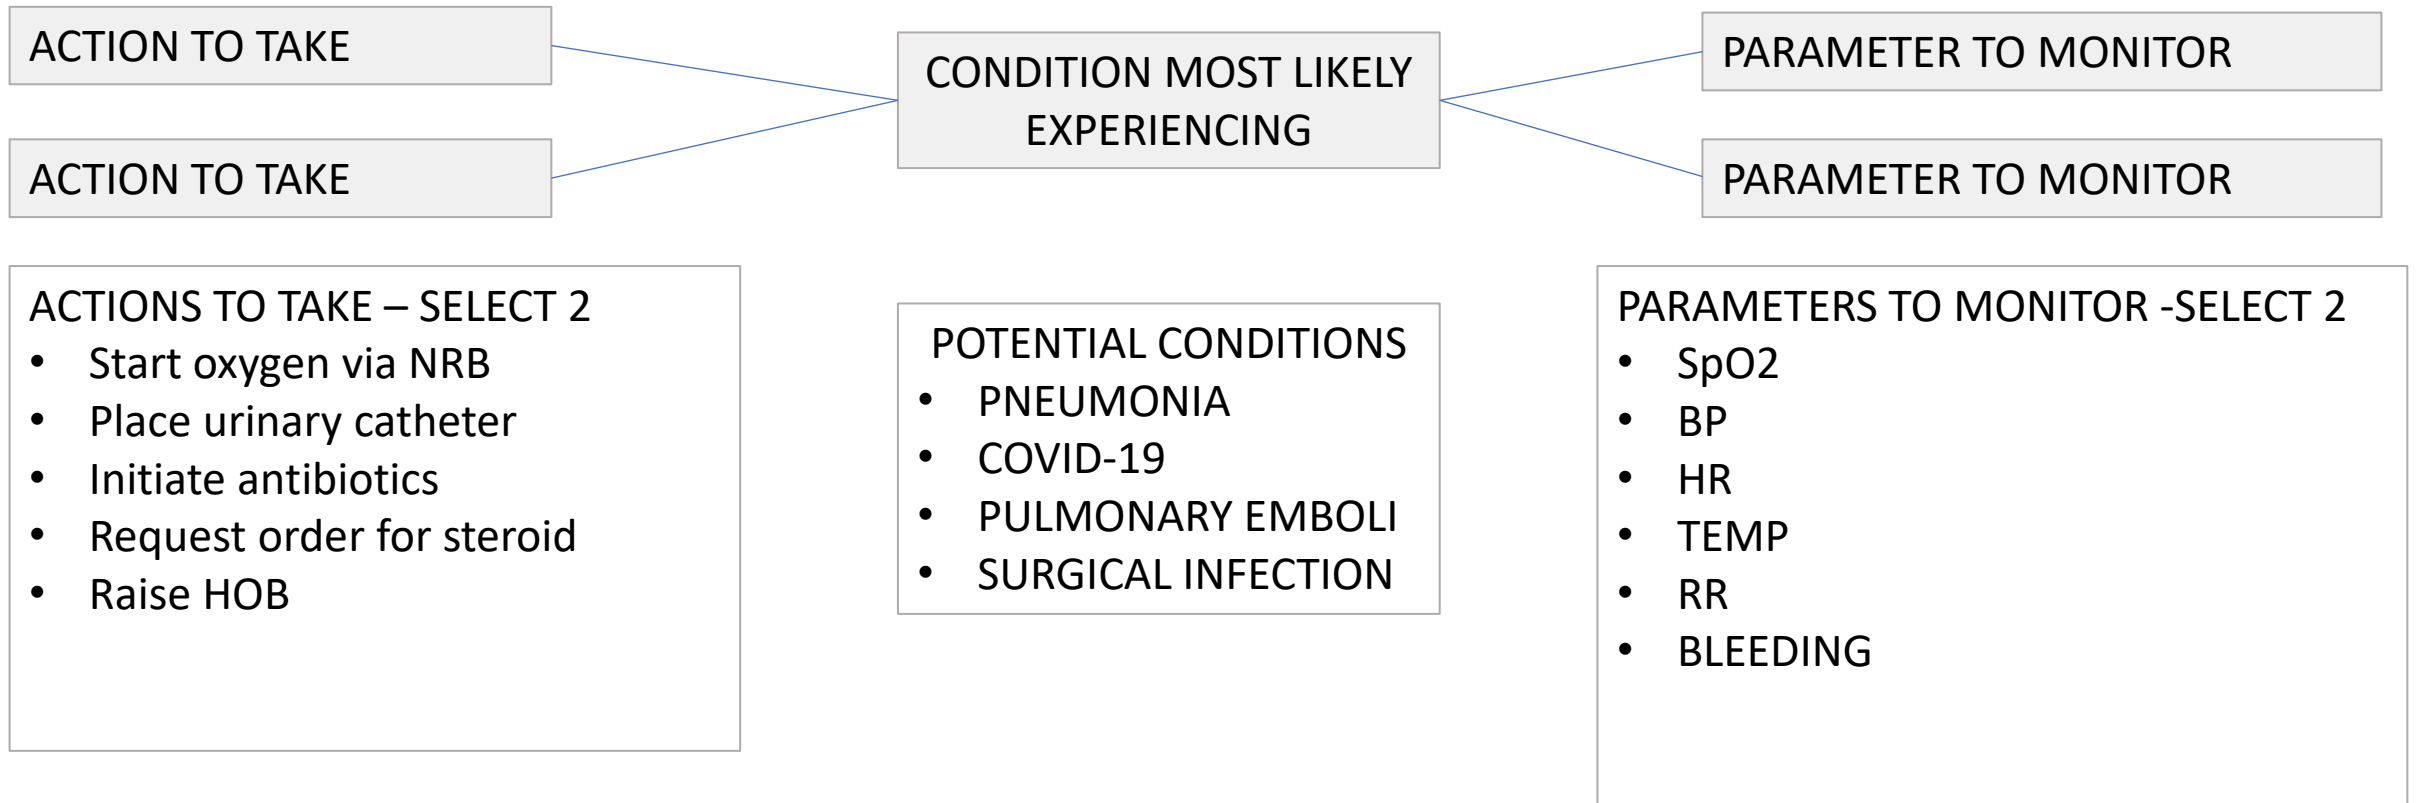 ACTION TO TAKE
ACTION TO TAKE
CONDITION MOST LIKELY
EXPERIENCING
PARAMETER TO MONITOR
PARAMETER TO MONITOR
ACTIONS TO TAKE – SELECT 2
• Start oxygen via NRB
• Place urinary catheter
• Initiate antibiotics
• Request order for steroid
• Raise HOB
POTENTIAL CONDITIONS
• PNEUMONIA
• COVID-19
• PULMONARY EMBOLI
• SURGICAL INFECTION
PARAMETERS TO MONITOR -SELECT 2
• SpO2
• BP
• HR
• TEMP
• RR
• BLEEDING